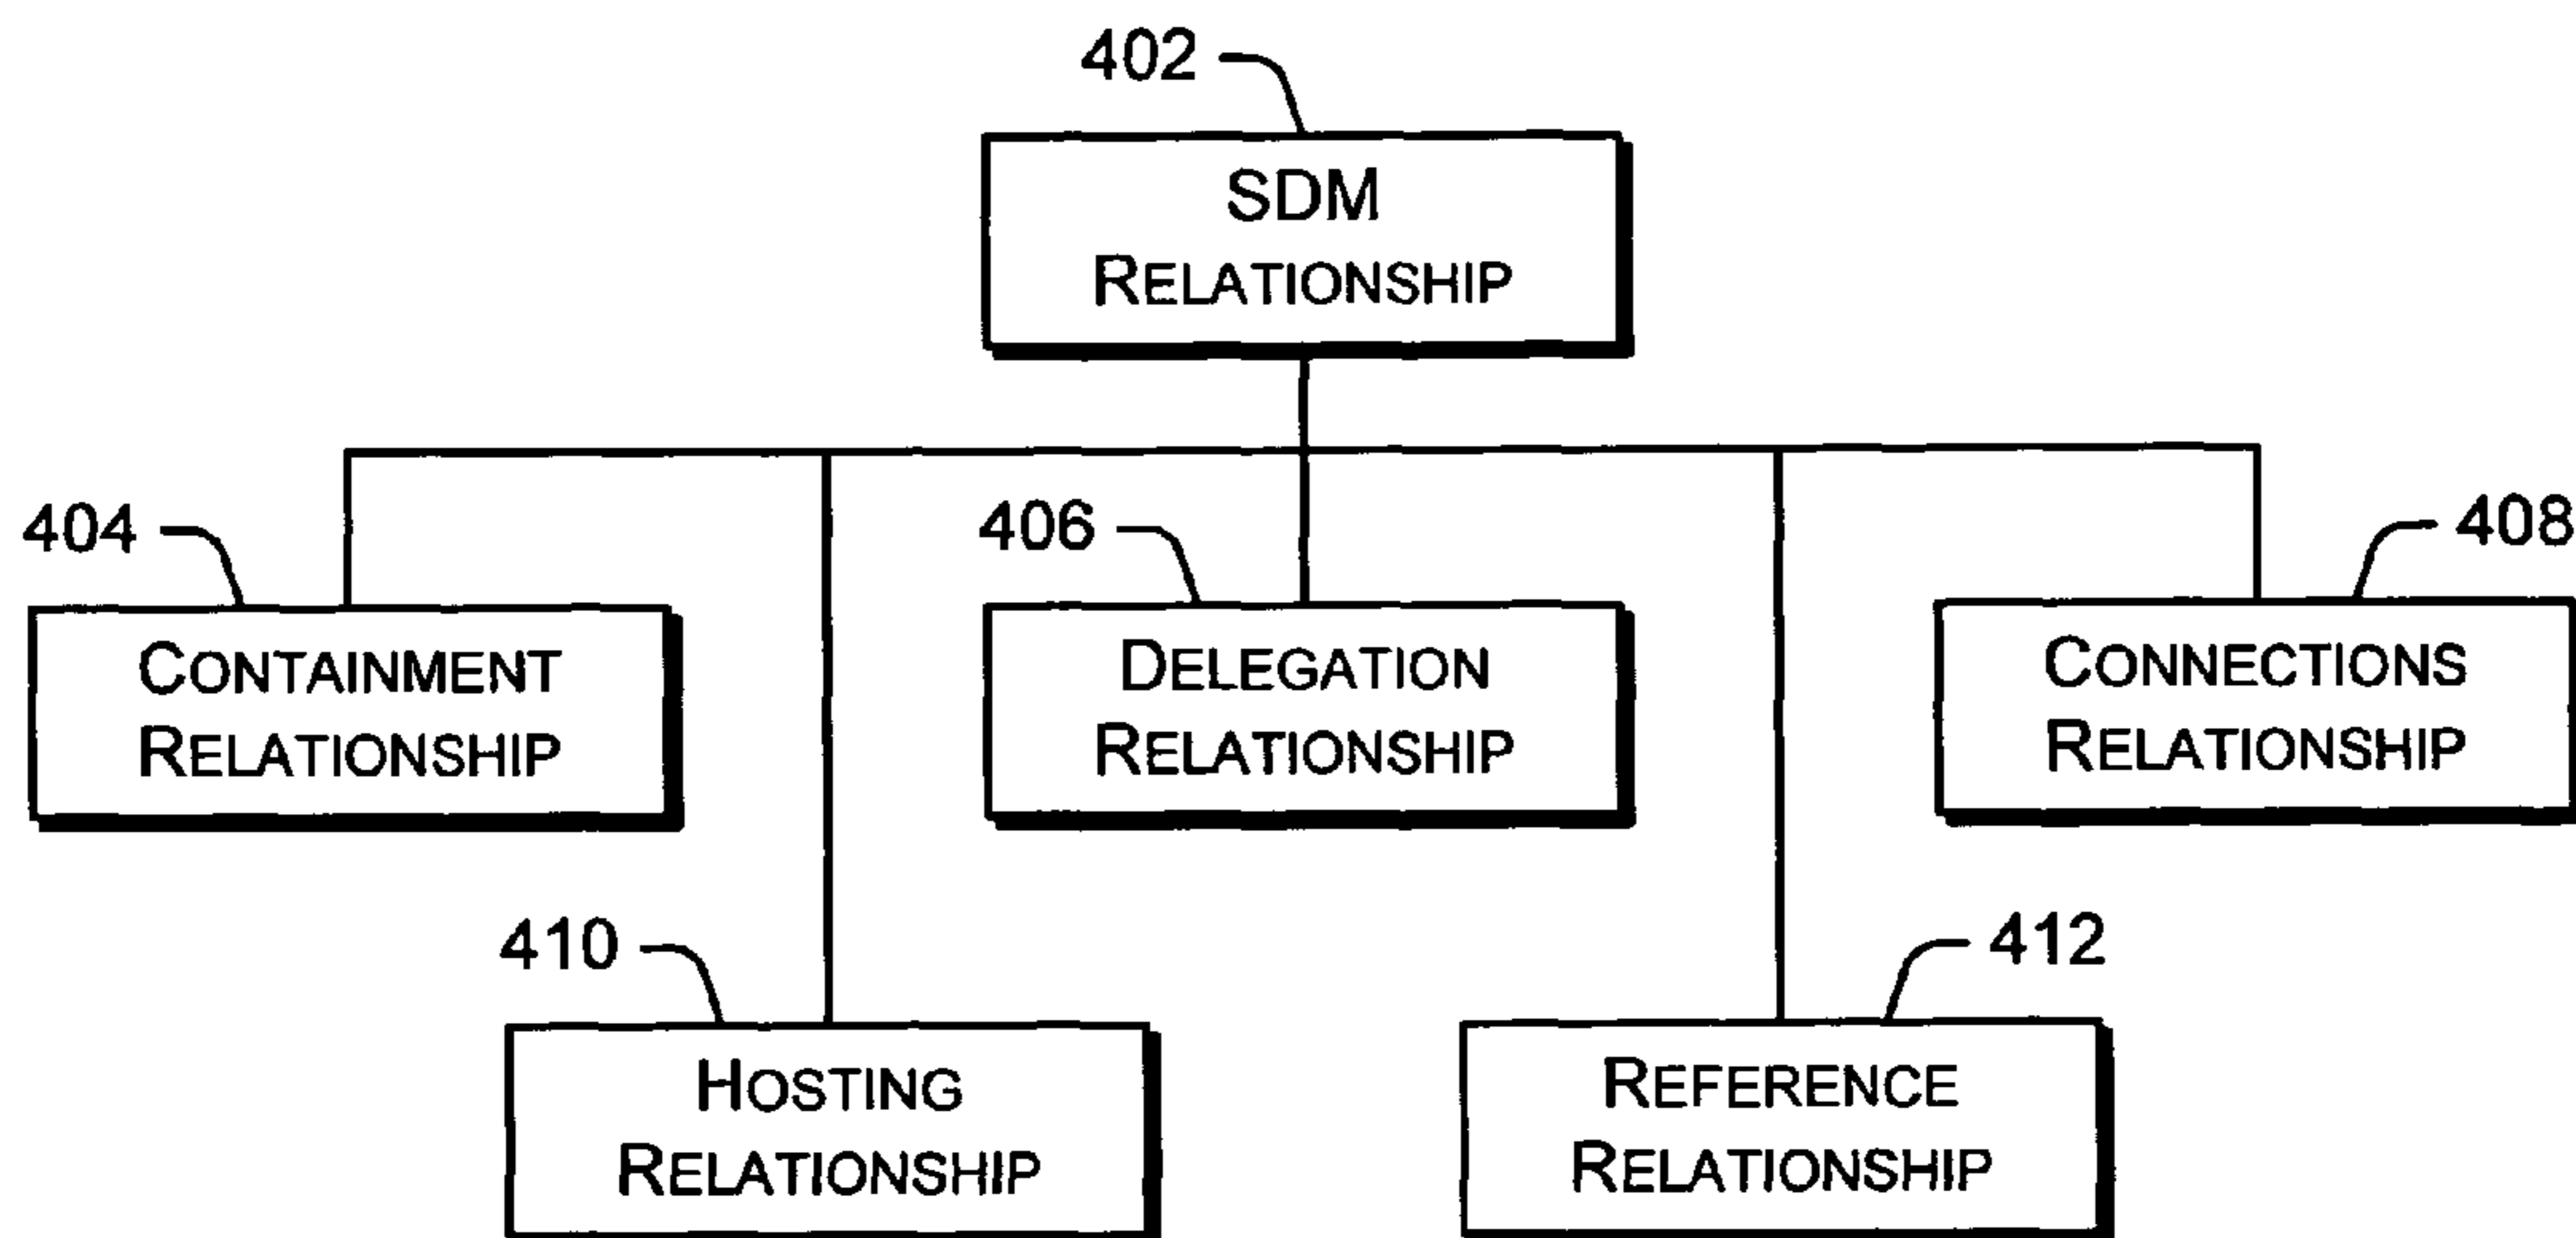 402
SDM
RELATIONSHIP
404
406
408
CONTAINMENT
RELATIONSHIP
DELEGATION
RELATIONSHIP
CONNECTIONS
RELATIONSHIP
410
412
HOSTING
RELATIONSHIP
REFERENCE
RELATIONSHIP